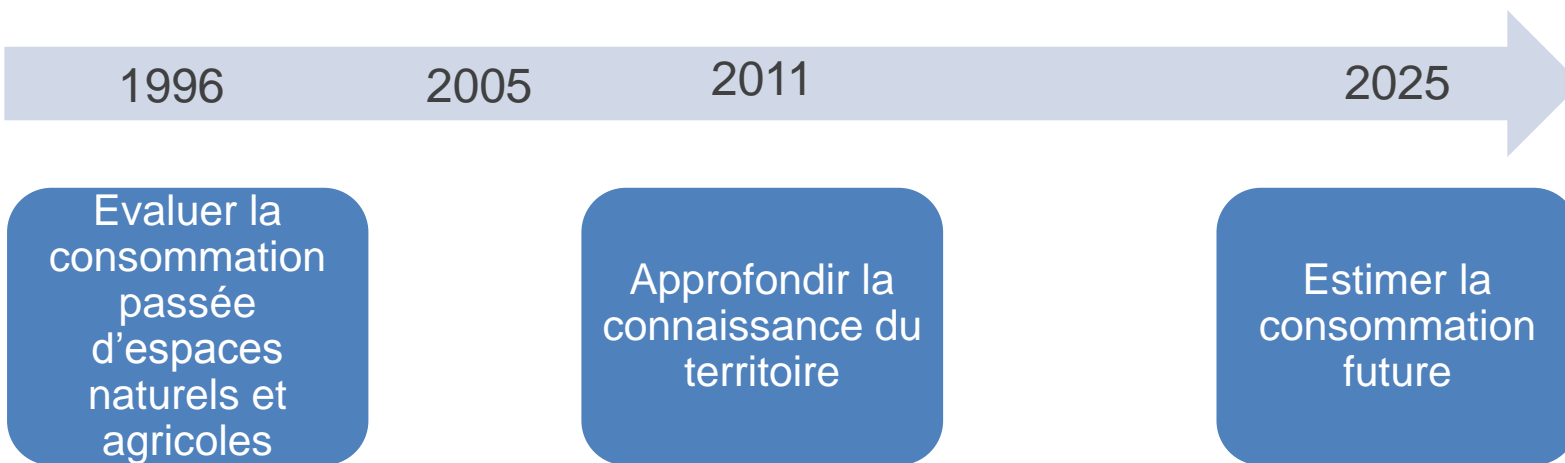 1996 2005 2011 2025
Evaluer la
consommation
passée
d’espaces
naturels et
agricoles
Approfondir la
connaissance du
territoire
Estimer la
consommation
future